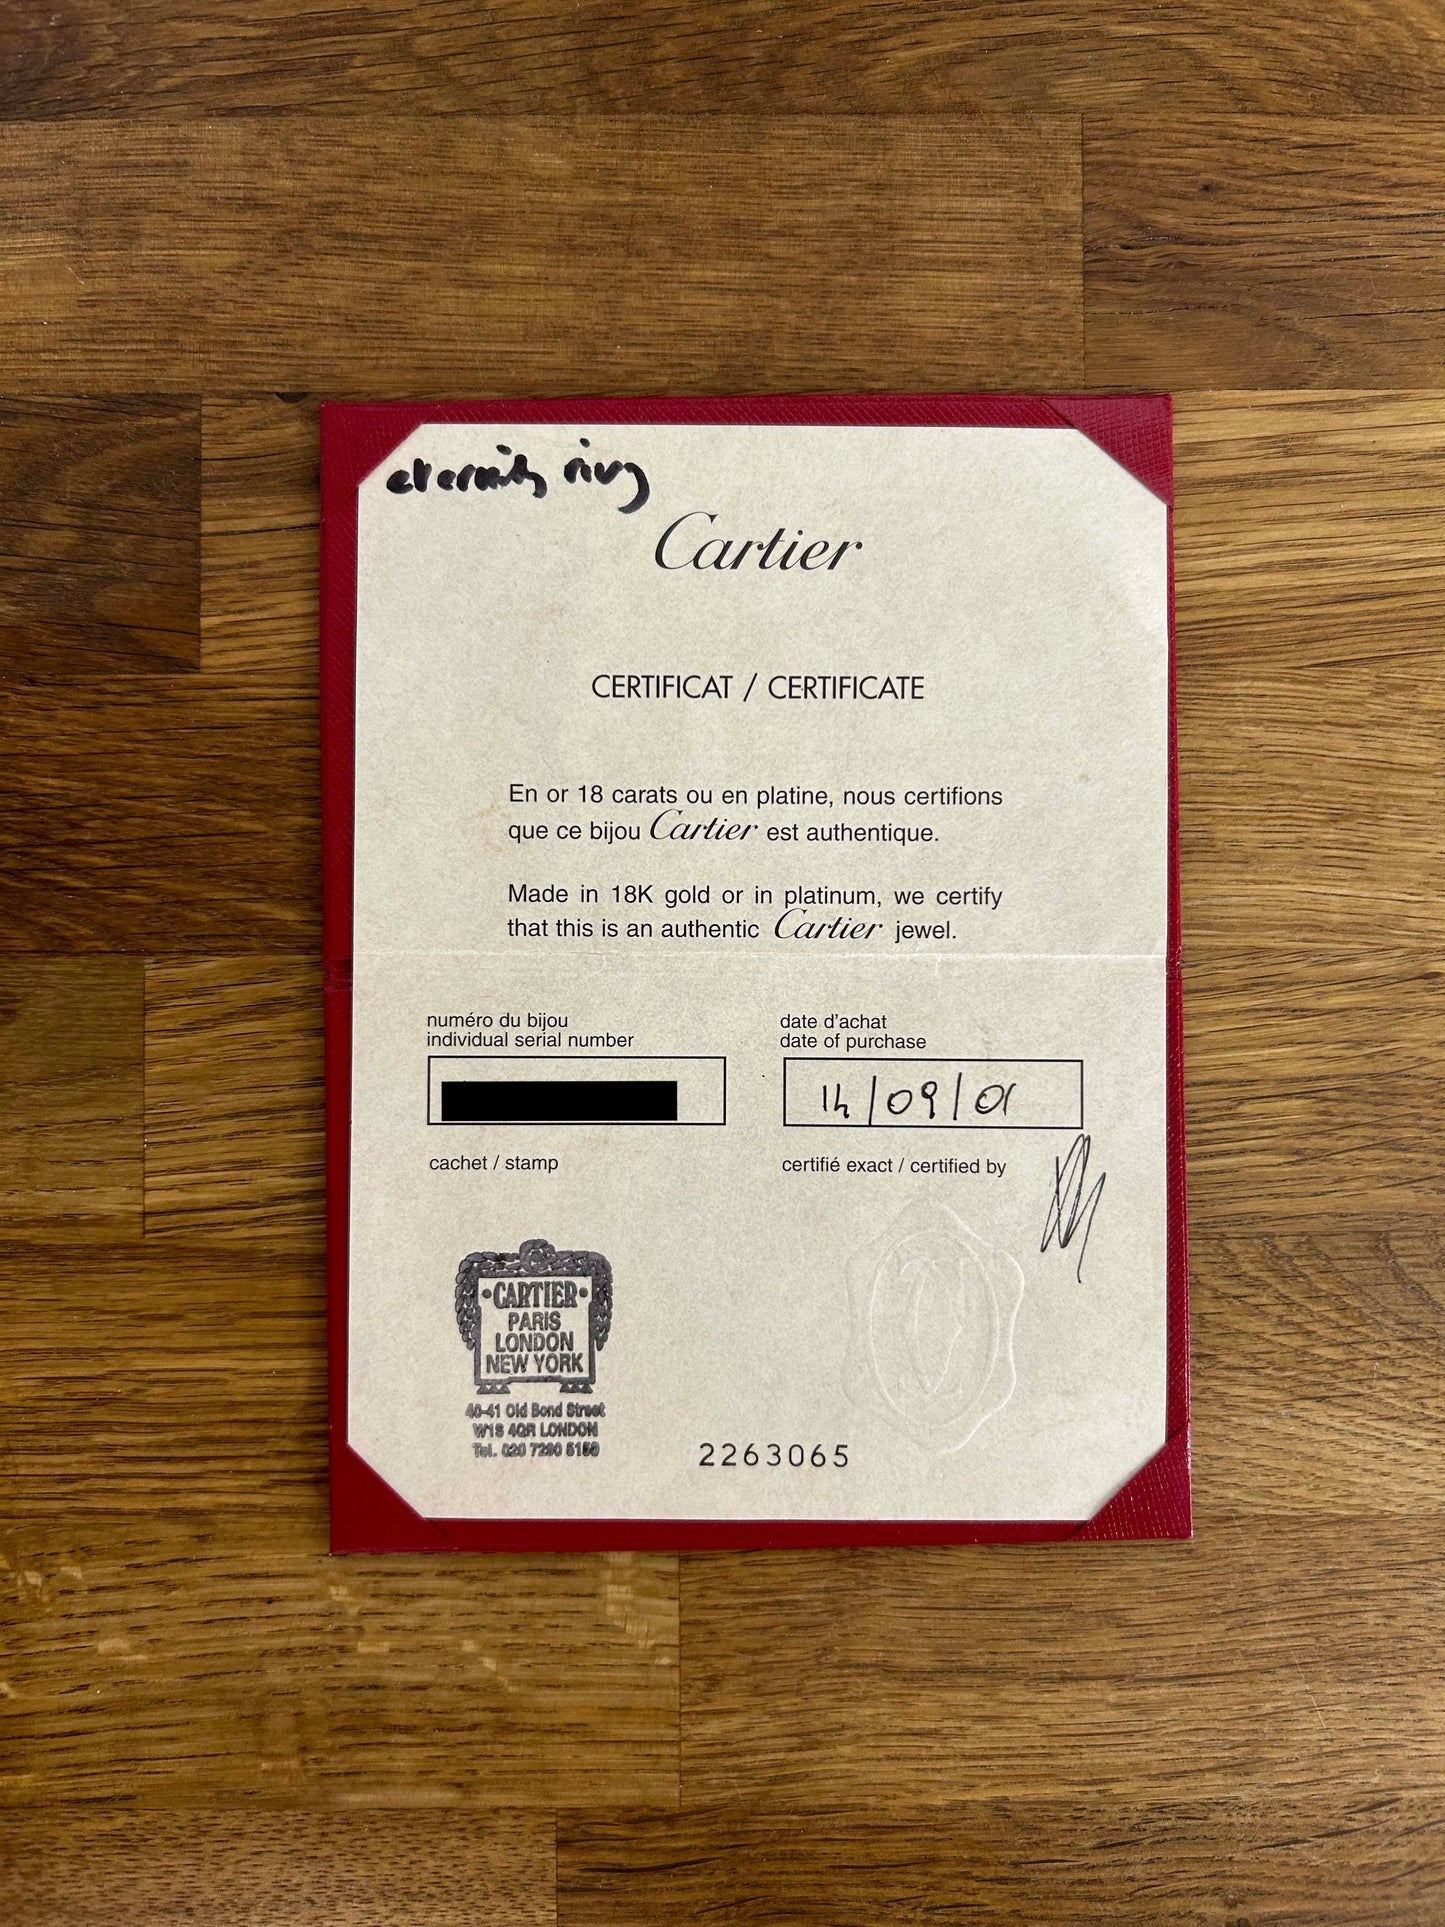 eternity ring
Cartier
CERTIFICAT / CERTIFICATE
En or 18 carats ou en platine, nous certifions
que ce bijou Cartier est authentique.
Made in 18K gold or in platinum, we certify
that this is an authentic Cartier jewel.
numéro du bijou
individual serial number
date d'achat
date of purchase
14/09/01
cachet / stamp
certifié exact / certified by
·CARTIER·
PARIS
LONDON
NEW YORK
40-41 Old Bond Street
W1S 4QR LONDON
Tel. 020 7290 5150
2263065